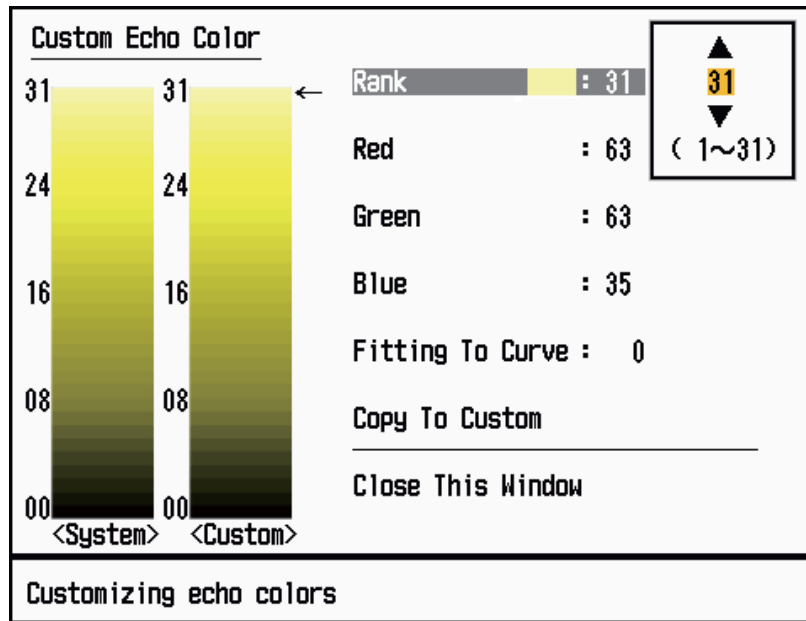 Custom Echo Color
31 31 ← Rank : 31
▲
31
▼
( 1~31)
Red : 63
24 24
Green : 63
16 16 Blue : 35
Fitting To Curve : 0
08 08 Copy To Custom
Close This Window
00 00
<System> <Custom>
Customizing echo colors